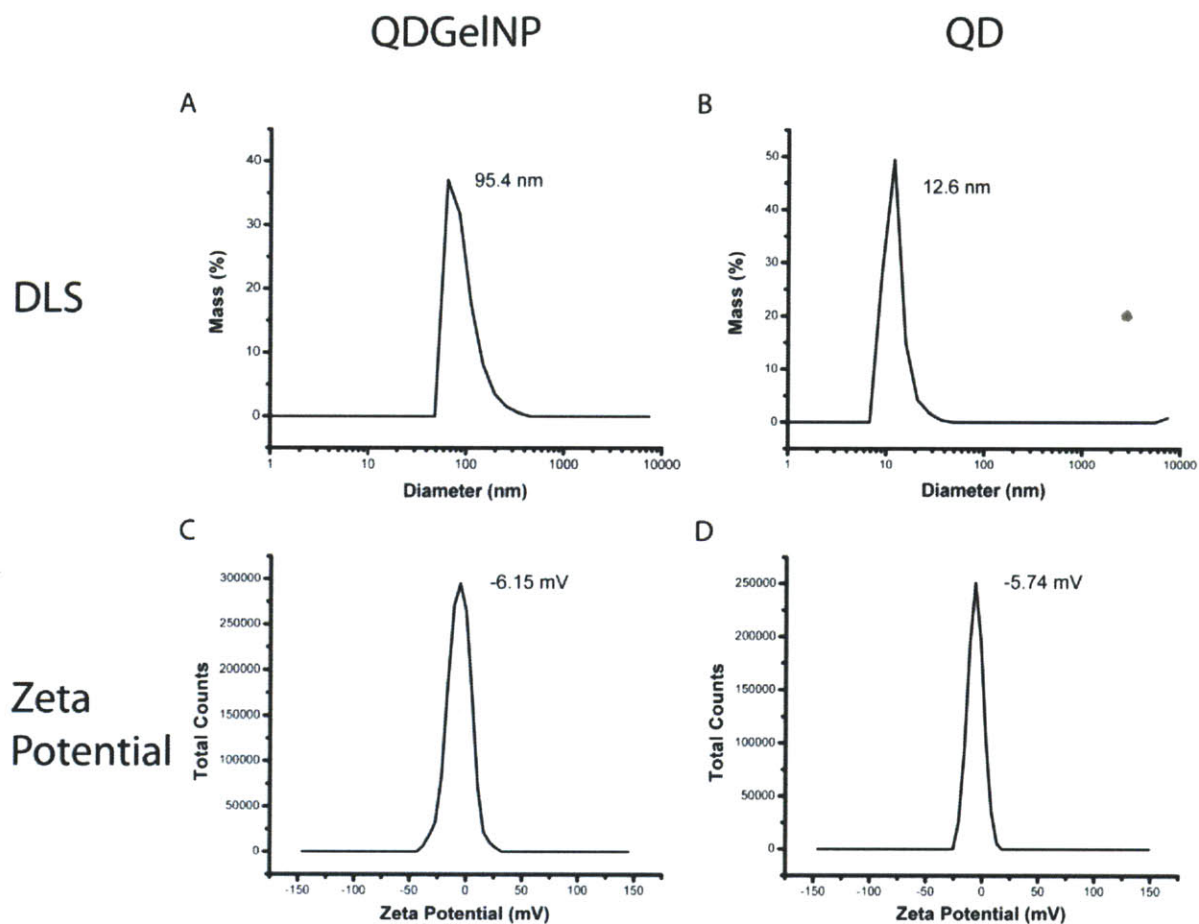 QDGelNP
QD
A
B
DLS
40
30
20
10
0
Mass (%)
95.4 nm
1
10
100
1000
10000
Diameter (nm)
50
40
30
20
10
0
Mass (%)
12.6 nm
1
10
100
1000
10000
Diameter (nm)
C
D
Zeta
Potential
300000
250000
200000
150000
100000
50000
0
Total Counts
-6.15 mV
-150
-100
-50
0
50
100
150
Zeta Potential (mV)
250000
200000
150000
100000
50000
0
Total Counts
-5.74 mV
-150
-100
-50
0
50
100
150
Zeta Potential (mV)